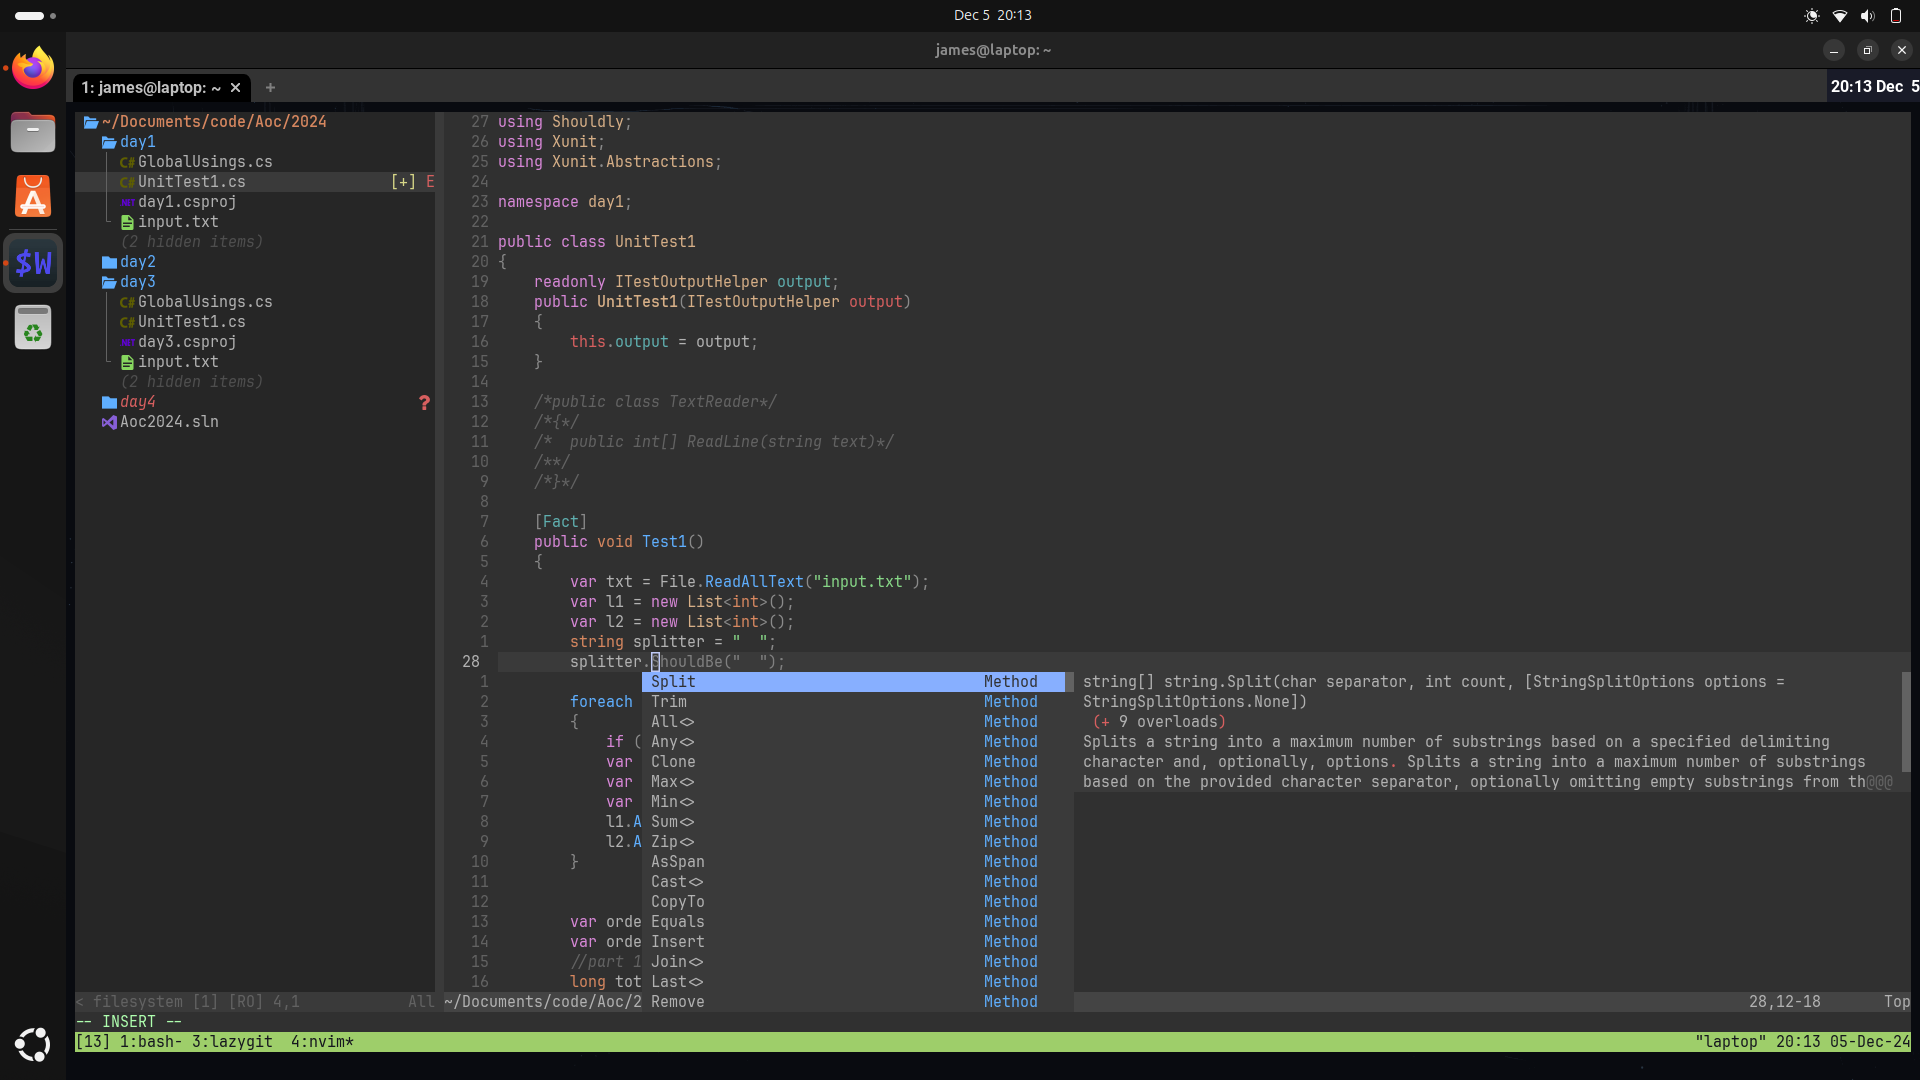 Dec 5 20:13
james@laptop: ~
1: james@laptop: ~ ✕ +
20:13 Dec 5
~/Documents/code/Aoc/2024
day1
C# GlobalUsings.cs
C# UnitTest1.cs [+] E
day1.csproj
input.txt
(2 hidden items)
day2
day3
C# GlobalUsings.cs
C# UnitTest1.cs
day3.csproj
input.txt
(2 hidden items)
day4 ?
Aoc2024.sln
$W
27 using Shouldly;
26 using Xunit;
25 using Xunit.Abstractions;
24
23 namespace day1;
22
21 public class UnitTest1
20 {
19 readonly ITestOutputHelper output;
18 public UnitTest1(ITestOutputHelper output)
17 {
16 this.output = output;
15 }
14
13 /*public class TextReader*/
12 /*{*/
11 /*  public int[] ReadLine(string text)*/
10 /**/
9 /*}*/
8
7 [Fact]
6 public void Test1()
5 {
4 var txt = File.ReadAllText("input.txt");
3 var l1 = new List<int>();
2 var l2 = new List<int>();
1 string splitter = "  ";
28 splitter.ShouldBe("  ");
1 Split Method
2 foreach Trim Method
3 { All<> Method
4 if ( Any<> Method
5 var Clone Method
6 var Max<> Method
7 var Min<> Method
8 l1.A Sum<> Method
9 l2.A Zip<> Method
10 } AsSpan Method
11 Cast<> Method
12 CopyTo Method
13 var orde Equals Method
14 var orde Insert Method
15 //part 1 Join<> Method
16 long tot Last<> Method
~/Documents/code/Aoc/2 Remove Method
string[] string.Split(char separator, int count, [StringSplitOptions options =
StringSplitOptions.None])
(+ 9 overloads)
Splits a string into a maximum number of substrings based on a specified delimiting
character and, optionally, options. Splits a string into a maximum number of substrings
based on the provided character separator, optionally omitting empty substrings from th@@@
< filesystem [1] [RO] 4,1 All
28,12-18 Top
-- INSERT --
[13] 1:bash- 3:lazygit  4:nvim*
"laptop" 20:13 05-Dec-24